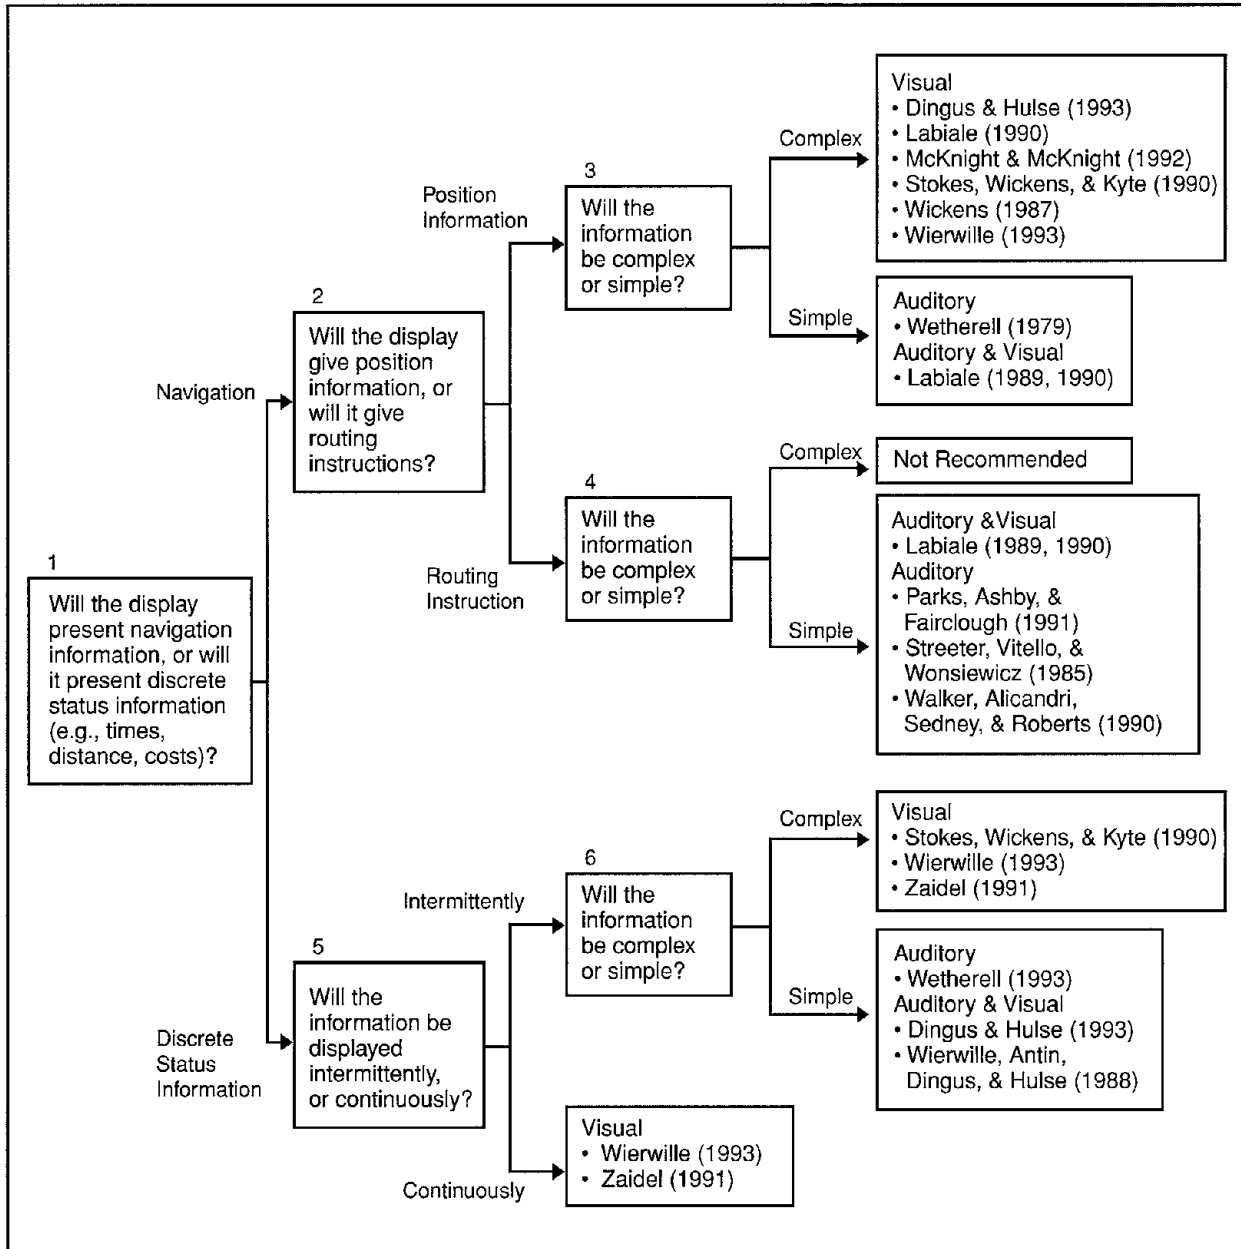 1
Will the display
present navigation
information, or will
it present discrete
status information
(e.g., times,
distance, costs)?
Navigation
2
Will the display
give position
information, or
will it give
routing
instructions?
Position
Information
3
Will the
information
be complex
or simple?
Complex
Visual
• Dingus & Hulse (1993)
• Labiale (1990)
• McKnight & McKnight (1992)
• Stokes, Wickens, & Kyte (1990)
• Wickens (1987)
• Wierwille (1993)
Simple
Auditory
• Wetherell (1979)
Auditory & Visual
• Labiale (1989, 1990)
Routing
Instruction
4
Will the
information
be complex
or simple?
Complex
Not Recommended
Simple
Auditory &Visual
• Labiale (1989, 1990)
Auditory
• Parks, Ashby, &
Fairclough (1991)
• Streeter, Vitello, &
Wonsiewicz (1985)
• Walker, Alicandri,
Sedney, & Roberts (1990)
Discrete
Status
Information
5
Will the
information be
displayed
intermittently,
or continuously?
Intermittently
6
Will the
information
be complex
or simple?
Complex
Visual
• Stokes, Wickens, & Kyte (1990)
• Wierwille (1993)
• Zaidel (1991)
Simple
Auditory
• Wetherell (1993)
Auditory & Visual
• Dingus & Hulse (1993)
• Wierwille, Antin,
Dingus, & Hulse (1988)
Continuously
Visual
• Wierwille (1993)
• Zaidel (1991)